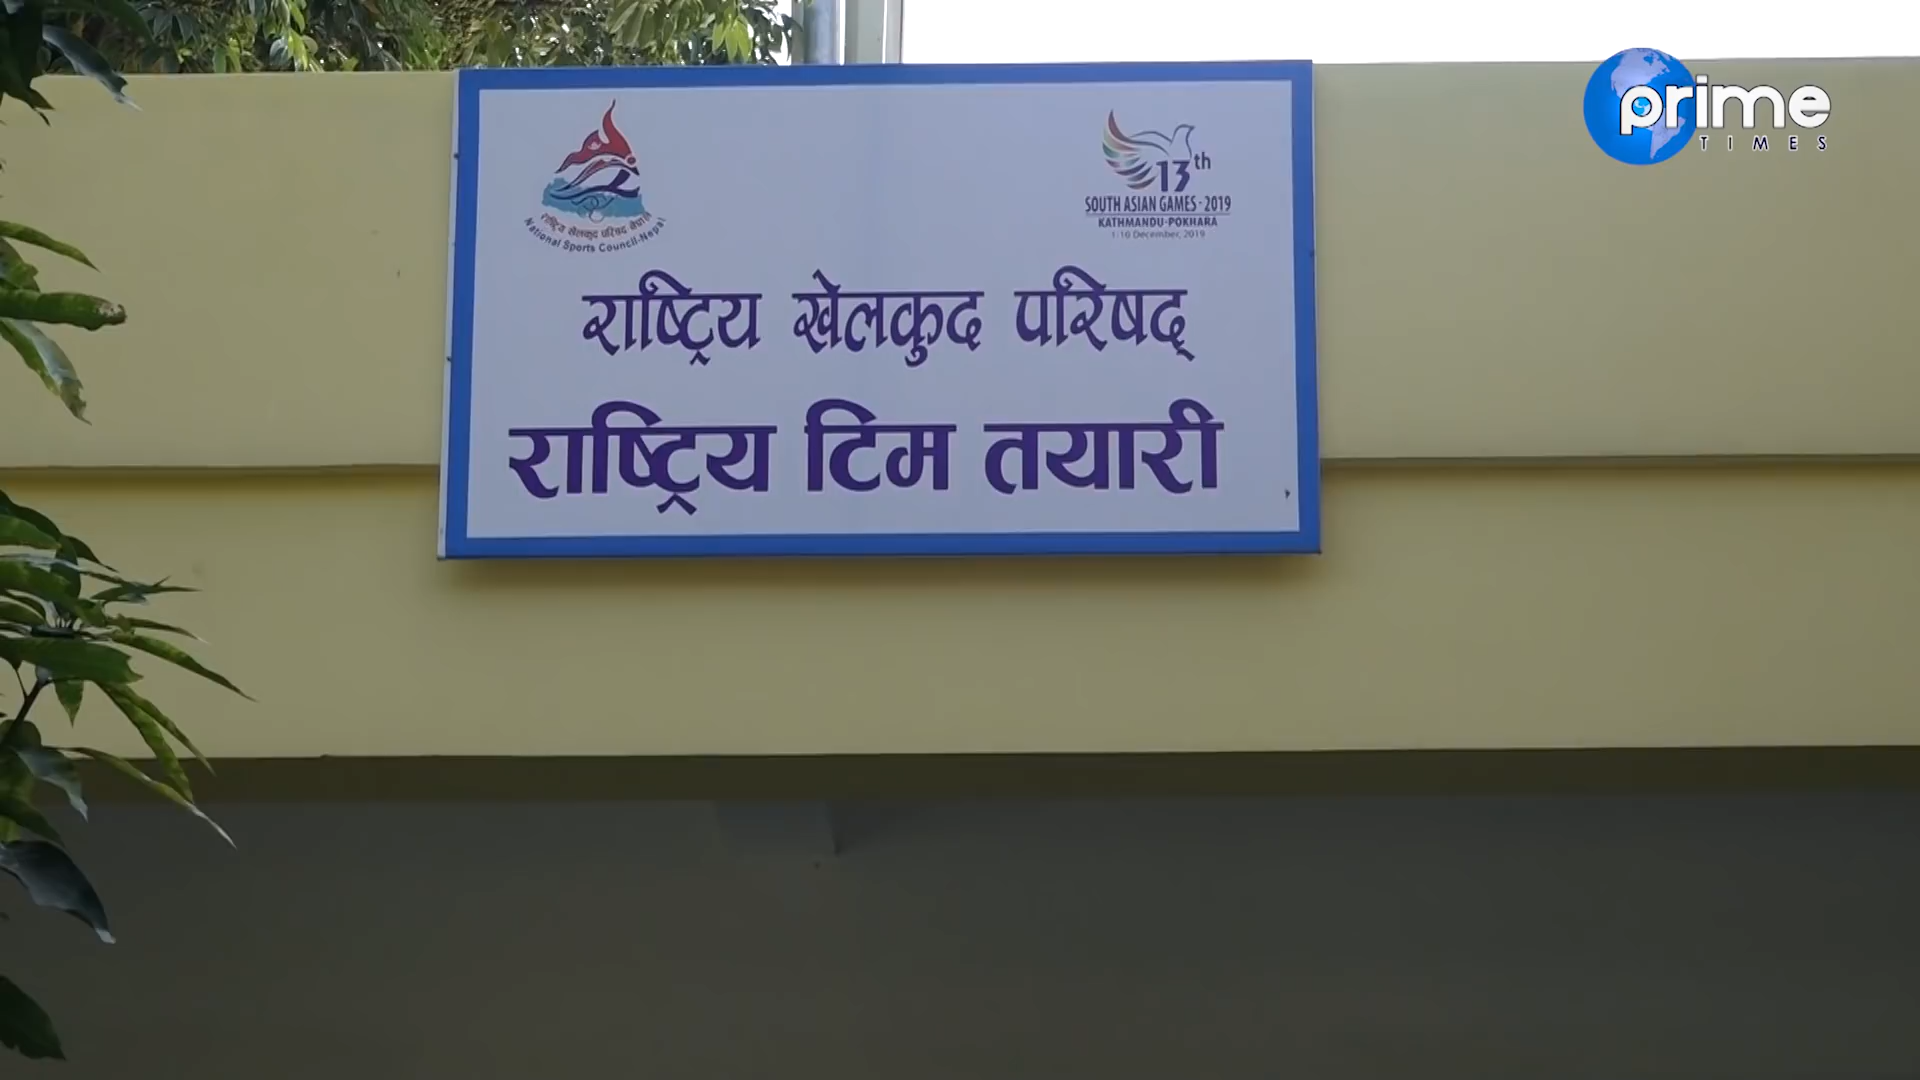 prime
TIMES
राष्ट्रिय खेलकुद परिषद नेपाल
National Sports Council-Nepal
13th
SOUTH ASIAN GAMES - 2019
KATHMANDU-POKHARA
1-10 December, 2019
राष्ट्रिय खेलकुद परिषद्
राष्ट्रिय टिम तयारी